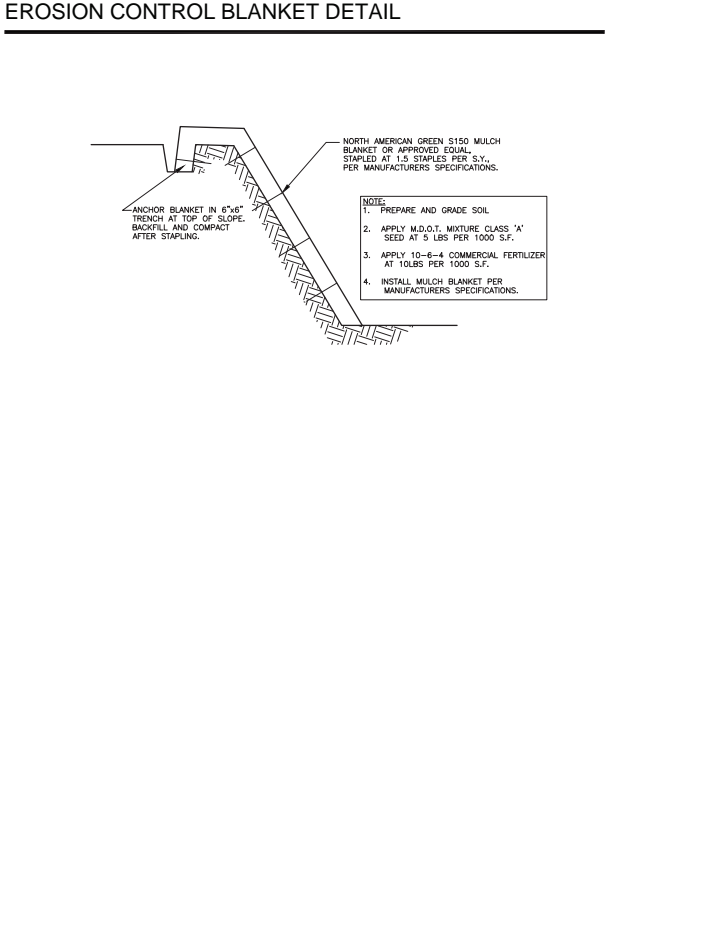 EROSION CONTROL BLANKET DETAIL
NORTH AMERICAN GREEN S150 MULCH
BLANKET OR APPROVED EQUAL,
STAPLED AT 1.5 STAPLES PER S.Y.,
PER MANUFACTURERS SPECIFICATIONS.
ANCHOR BLANKET IN 6"x6"
TRENCH AT TOP OF SLOPE.
BACKFILL AND COMPACT
AFTER STAPLING.
NOTE:
1. PREPARE AND GRADE SOIL
2. APPLY M.D.O.T. MIXTURE CLASS 'A'
SEED AT 5 LBS PER 1000 S.F.
3. APPLY 10-6-4 COMMERCIAL FERTILIZER
AT 10LBS PER 1000 S.F.
4. INSTALL MULCH BLANKET PER
MANUFACTURERS SPECIFICATIONS.